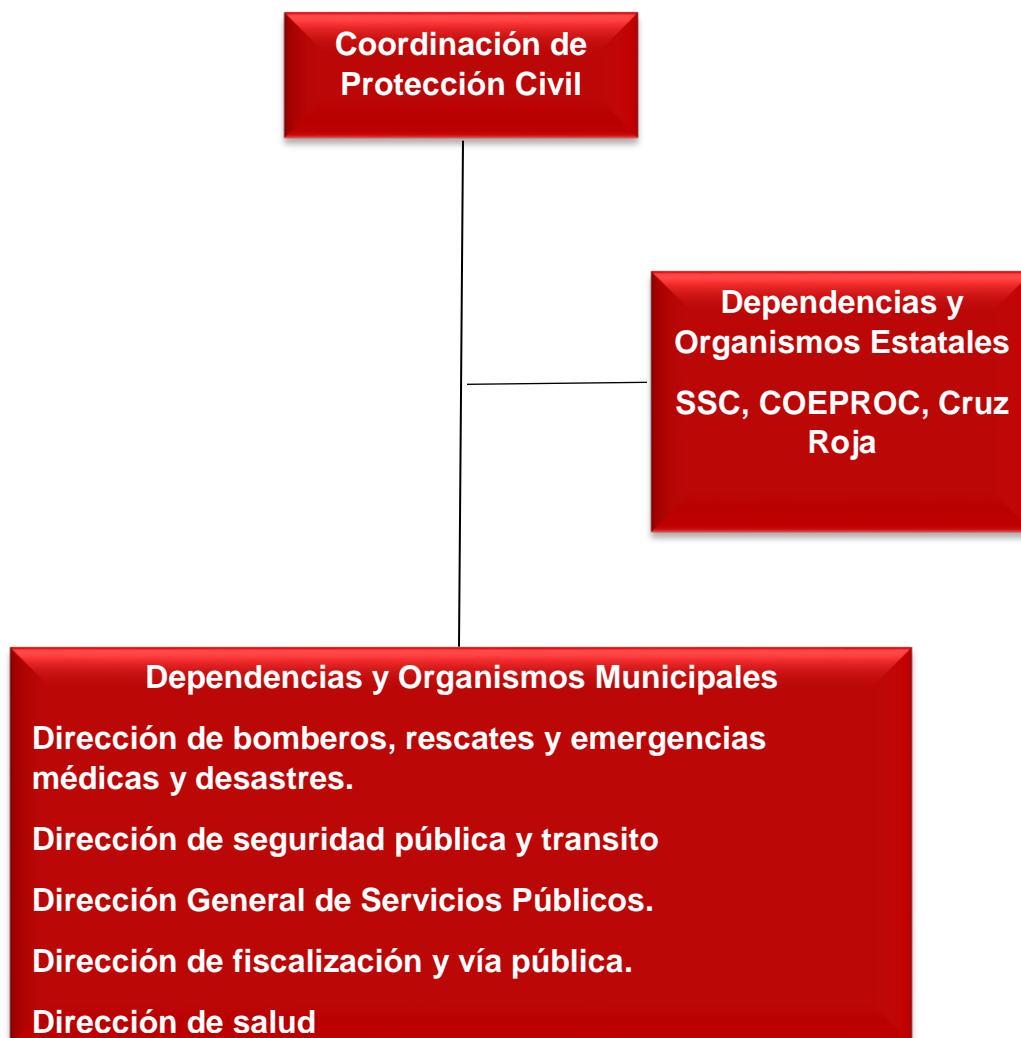 Coordinación de
Protección Civil
Dependencias y
Organismos Estatales
SSC, COEPROC, Cruz
Roja
Dependencias y Organismos Municipales
Dirección de bomberos, rescates y emergencias
médicas y desastres.
Dirección de seguridad pública y transito
Dirección General de Servicios Públicos.
Dirección de fiscalización y vía pública.
Dirección de salud